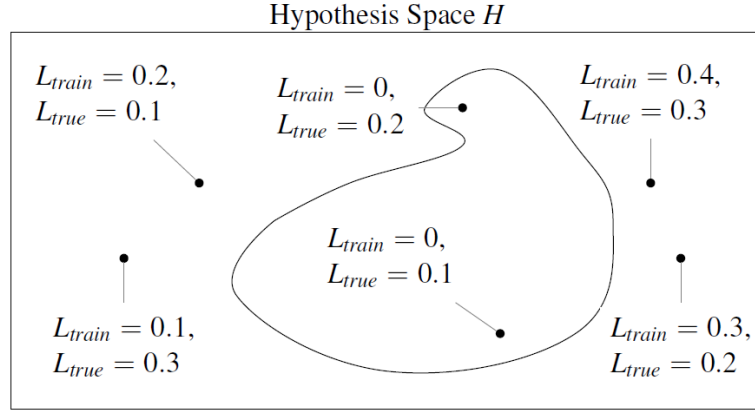 Hypothesis Space H
L_train = 0.2,
L_true = 0.1
L_train = 0,
L_true = 0.2
L_train = 0.4,
L_true = 0.3
L_train = 0,
L_true = 0.1
L_train = 0.1,
L_true = 0.3
L_train = 0.3,
L_true = 0.2